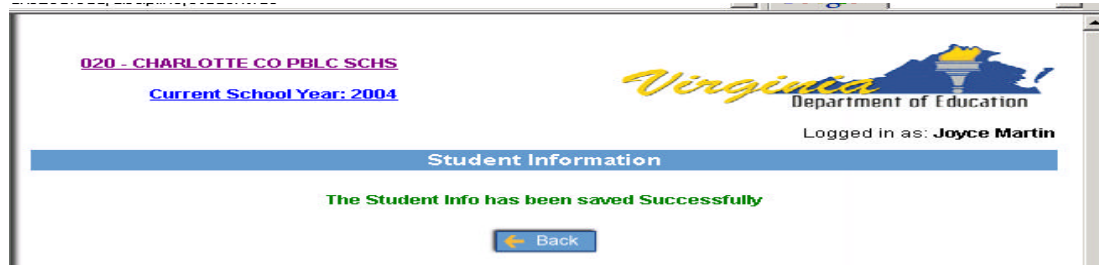 020 - CHARLOTTE CO PBLC SCHS
Current School Year: 2004
Virginia
Department of Education
Logged in as: Joyce Martin
Student Information
The Student Info has been saved Successfully
Back